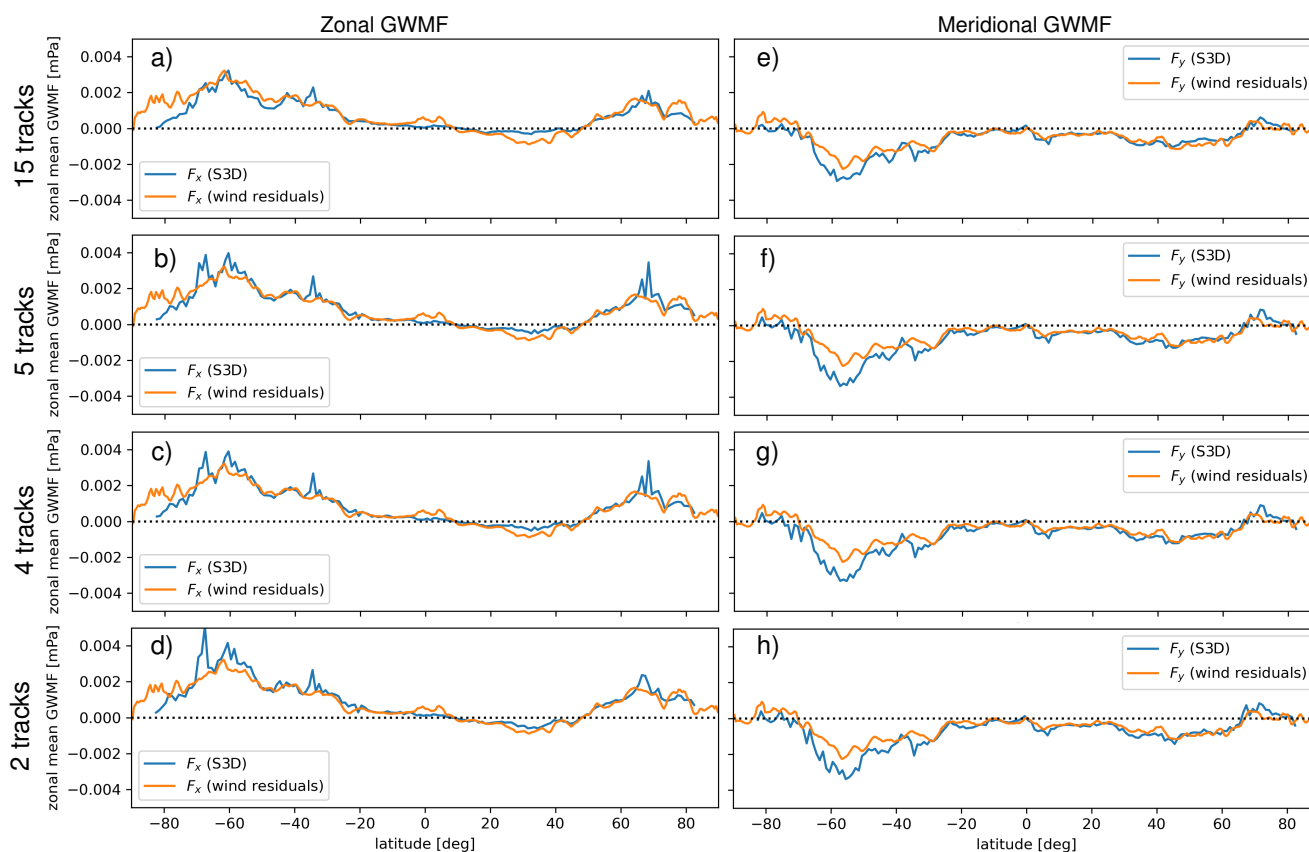 Zonal GWMF
Meridional GWMF
15 tracks
zonal mean GWMF [mPa]
0.004
0.002
0.000
−0.002
−0.004
a)
F_x (S3D)
F_x (wind residuals)
e)
F_y (S3D)
F_y (wind residuals)
5 tracks
zonal mean GWMF [mPa]
0.004
0.002
0.000
−0.002
−0.004
b)
F_x (S3D)
F_x (wind residuals)
f)
F_y (S3D)
F_y (wind residuals)
4 tracks
zonal mean GWMF [mPa]
0.004
0.002
0.000
−0.002
−0.004
c)
F_x (S3D)
F_x (wind residuals)
g)
F_y (S3D)
F_y (wind residuals)
2 tracks
zonal mean GWMF [mPa]
0.004
0.002
0.000
−0.002
−0.004
d)
F_x (S3D)
F_x (wind residuals)
h)
F_y (S3D)
F_y (wind residuals)
−80 −60 −40 −20 0 20 40 60 80
latitude [deg]
−80 −60 −40 −20 0 20 40 60 80
latitude [deg]